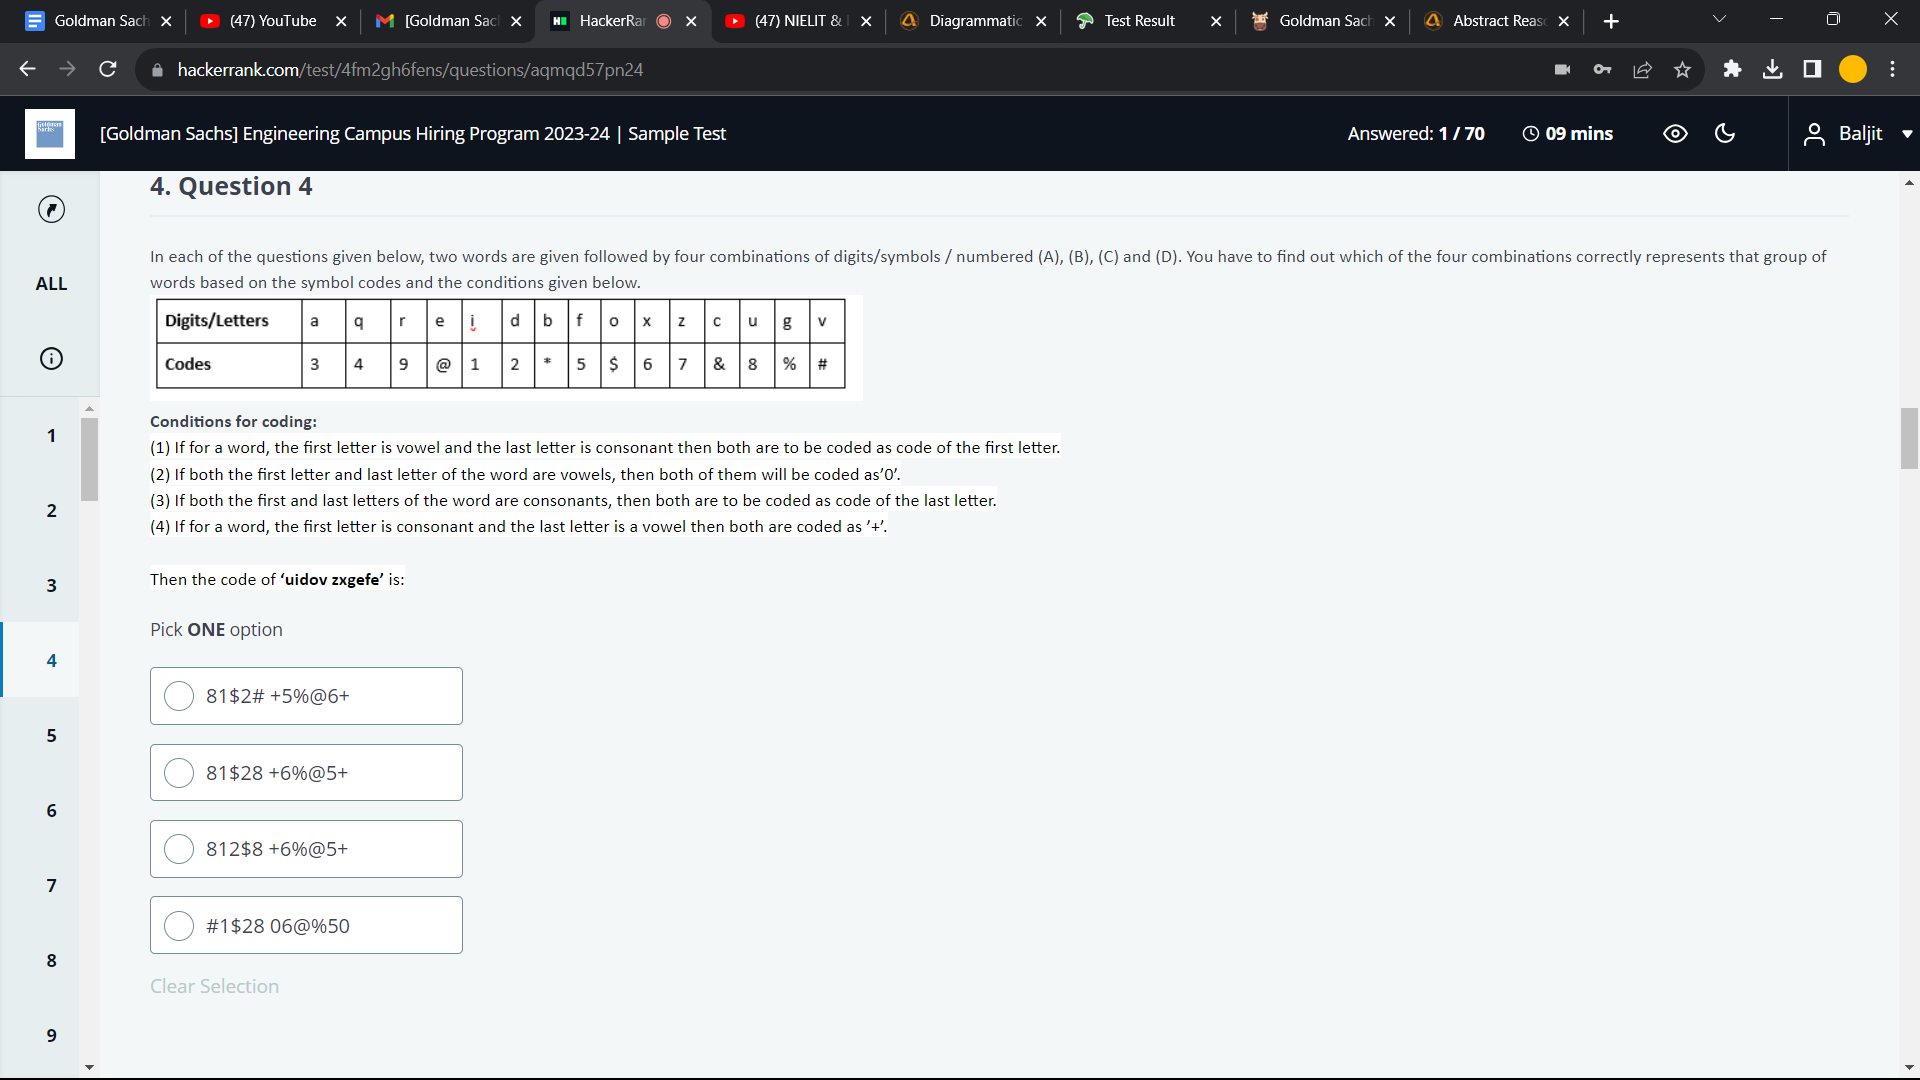 Goldman Sach
(47) YouTube
[Goldman Sac
HackerRan
(47) NIELIT &
Diagrammatic
Test Result
Goldman Sach
Abstract Reaso
hackerrank.com/test/4fm2gh6fens/questions/aqmqd57pn24
Goldman Sachs
[Goldman Sachs] Engineering Campus Hiring Program 2023-24 | Sample Test
Answered: 1 / 70
09 mins
Baljit
ALL
1
2
3
4
5
6
7
8
9
4. Question 4
In each of the questions given below, two words are given followed by four combinations of digits/symbols / numbered (A), (B), (C) and (D). You have to find out which of the four combinations correctly represents that group of
words based on the symbol codes and the conditions given below.
Digits/Letters a q r e i d b f o x z c u g v
Codes 3 4 9 @ 1 2 * 5 $ 6 7 & 8 % #
Conditions for coding:
(1) If for a word, the first letter is vowel and the last letter is consonant then both are to be coded as code of the first letter.
(2) If both the first letter and last letter of the word are vowels, then both of them will be coded as’0’.
(3) If both the first and last letters of the word are consonants, then both are to be coded as code of the last letter.
(4) If for a word, the first letter is consonant and the last letter is a vowel then both are coded as ’+’.
Then the code of ‘uidov zxgefe’ is:
Pick ONE option
81$2# +5%@6+
81$28 +6%@5+
812$8 +6%@5+
#1$28 06@%50
Clear Selection